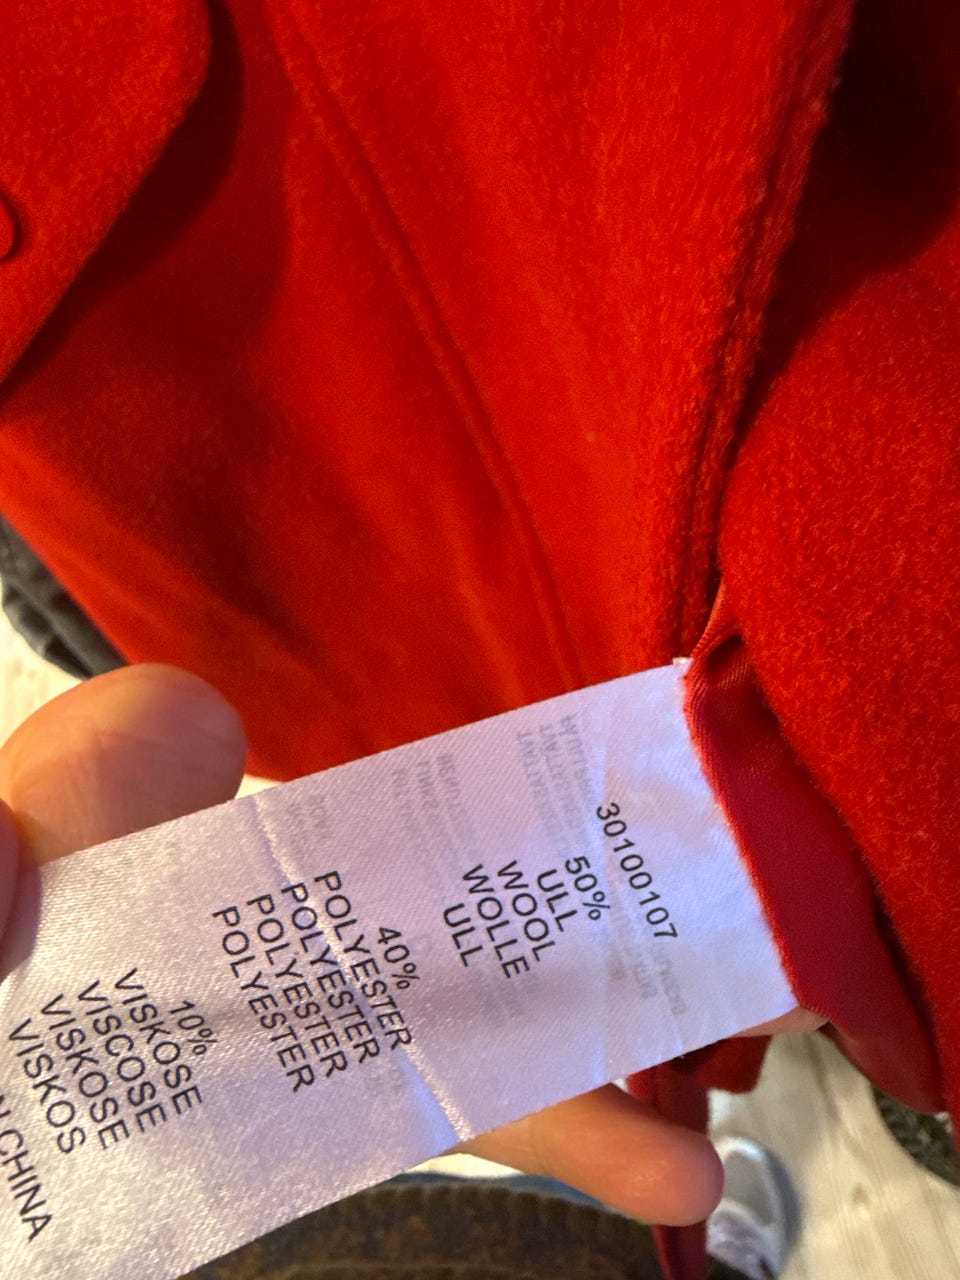 30100107
50%
ULL
WOOL
WOLLE
ULL
40%
POLYESTER
POLYESTER
POLYESTER
POLYESTER
10%
VISKOSE
VISCOSE
VISKOSE
VISKOS
CHINA